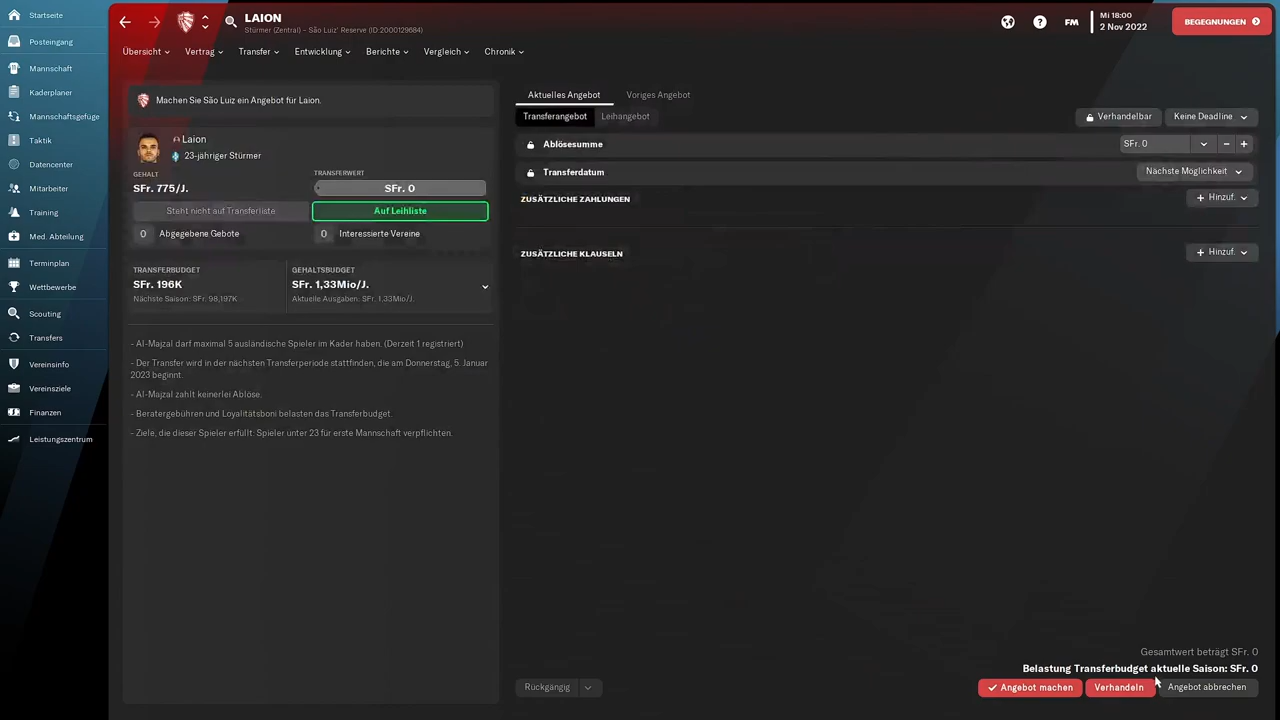 Startseite
Posteingang
Mannschaft
Kaderplaner
Mannschaftsgefüge
Taktik
Datencenter
Mitarbeiter
Training
Med. Abteilung
Terminplan
Wettbewerbe
Scouting
Transfers
Vereinsinfo
Vereinsziele
Finanzen
Leistungszentrum
LAION
Stürmer (Zentral) - São Luiz' Reserve (ID:2000129684)
FM
Mi 18:00
2 Nov 2022
BEGEGNUNGEN
Übersicht
Vertrag
Transfer
Entwicklung
Berichte
Vergleich
Chronik
Machen Sie São Luiz ein Angebot für Laion.
Laion
23-jähriger Stürmer
GEHALT
SFr. 775/J.
TRANSFERWERT
SFr. 0
Steht nicht auf Transferliste
Auf Leihliste
0 Abgegebene Gebote
0 Interessierte Vereine
TRANSFERBUDGET
SFr. 196K
Nächste Saison: SFr. 98,197K
GEHALTSBUDGET
SFr. 1,33Mio/J.
Aktuelle Ausgaben: SFr. 1,33Mio/J.
- Al-Majzal darf maximal 5 ausländische Spieler im Kader haben. (Derzeit 1 registriert)
- Der Transfer wird in der nächsten Transferperiode stattfinden, die am Donnerstag, 5. Januar
2023 beginnt.
- Al-Majzal zahlt keinerlei Ablöse.
- Beratergebühren und Loyalitätsboni belasten das Transferbudget.
- Ziele, die dieser Spieler erfüllt: Spieler unter 23 für erste Mannschaft verpflichten.
Aktuelles Angebot
Voriges Angebot
Transferangebot
Leihangebot
Verhandelbar
Keine Deadline
Ablösesumme
SFr. 0
Transferdatum
Nächste Möglichkeit
ZUSÄTZLICHE ZAHLUNGEN
Hinzuf.
ZUSÄTZLICHE KLAUSELN
Hinzuf.
Gesamtwert beträgt SFr. 0
Belastung Transferbudget aktuelle Saison: SFr. 0
Rückgängig
Angebot machen
Verhandeln
Angebot abbrechen